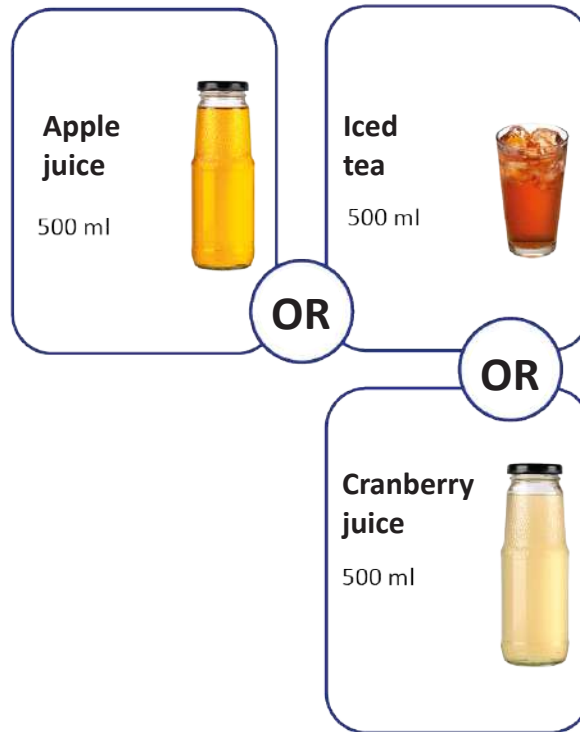 Apple
juice
500 ml
OR
Iced
tea
500 ml
OR
Cranberry
juice
500 ml